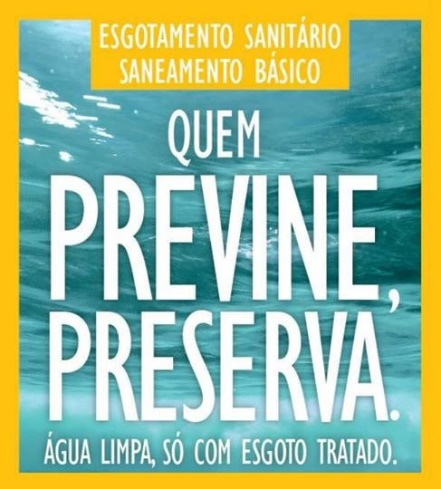 ESGOTAMENTO SANITÁRIO
SANEAMENTO BÁSICO
QUEM
PREVINE,
PRESERVA.
ÁGUA LIMPA, SÓ COM ESGOTO TRATADO.